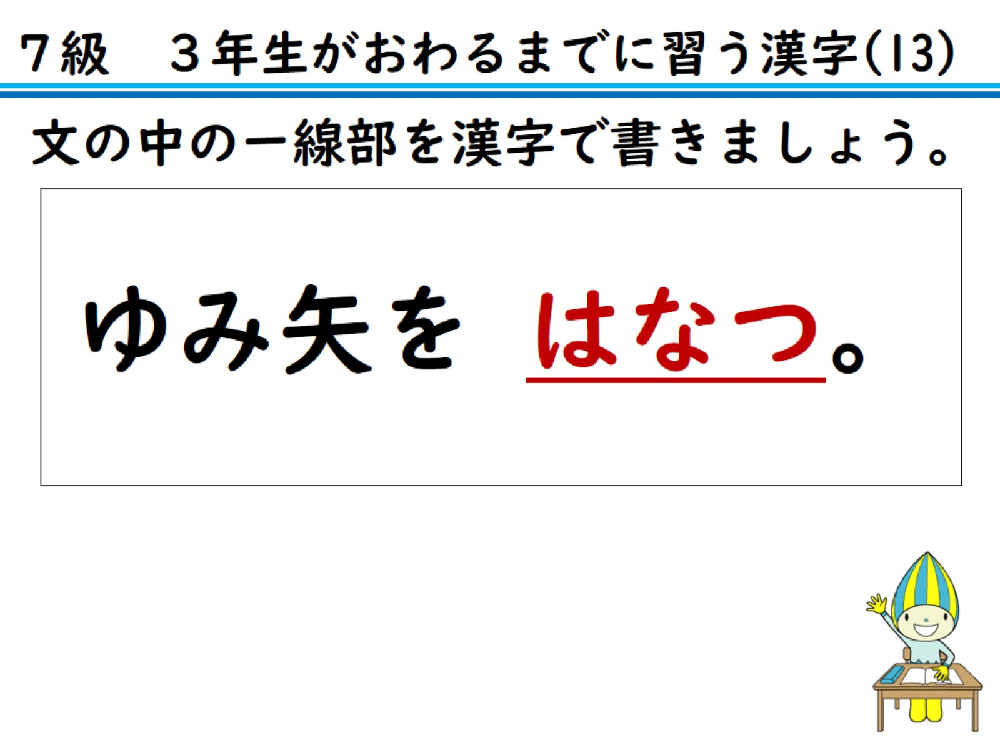 ７級　３年生がおわるまでに習う漢字(13)
文の中の一線部を漢字で書きましょう。
ゆみ矢を　はなつ。